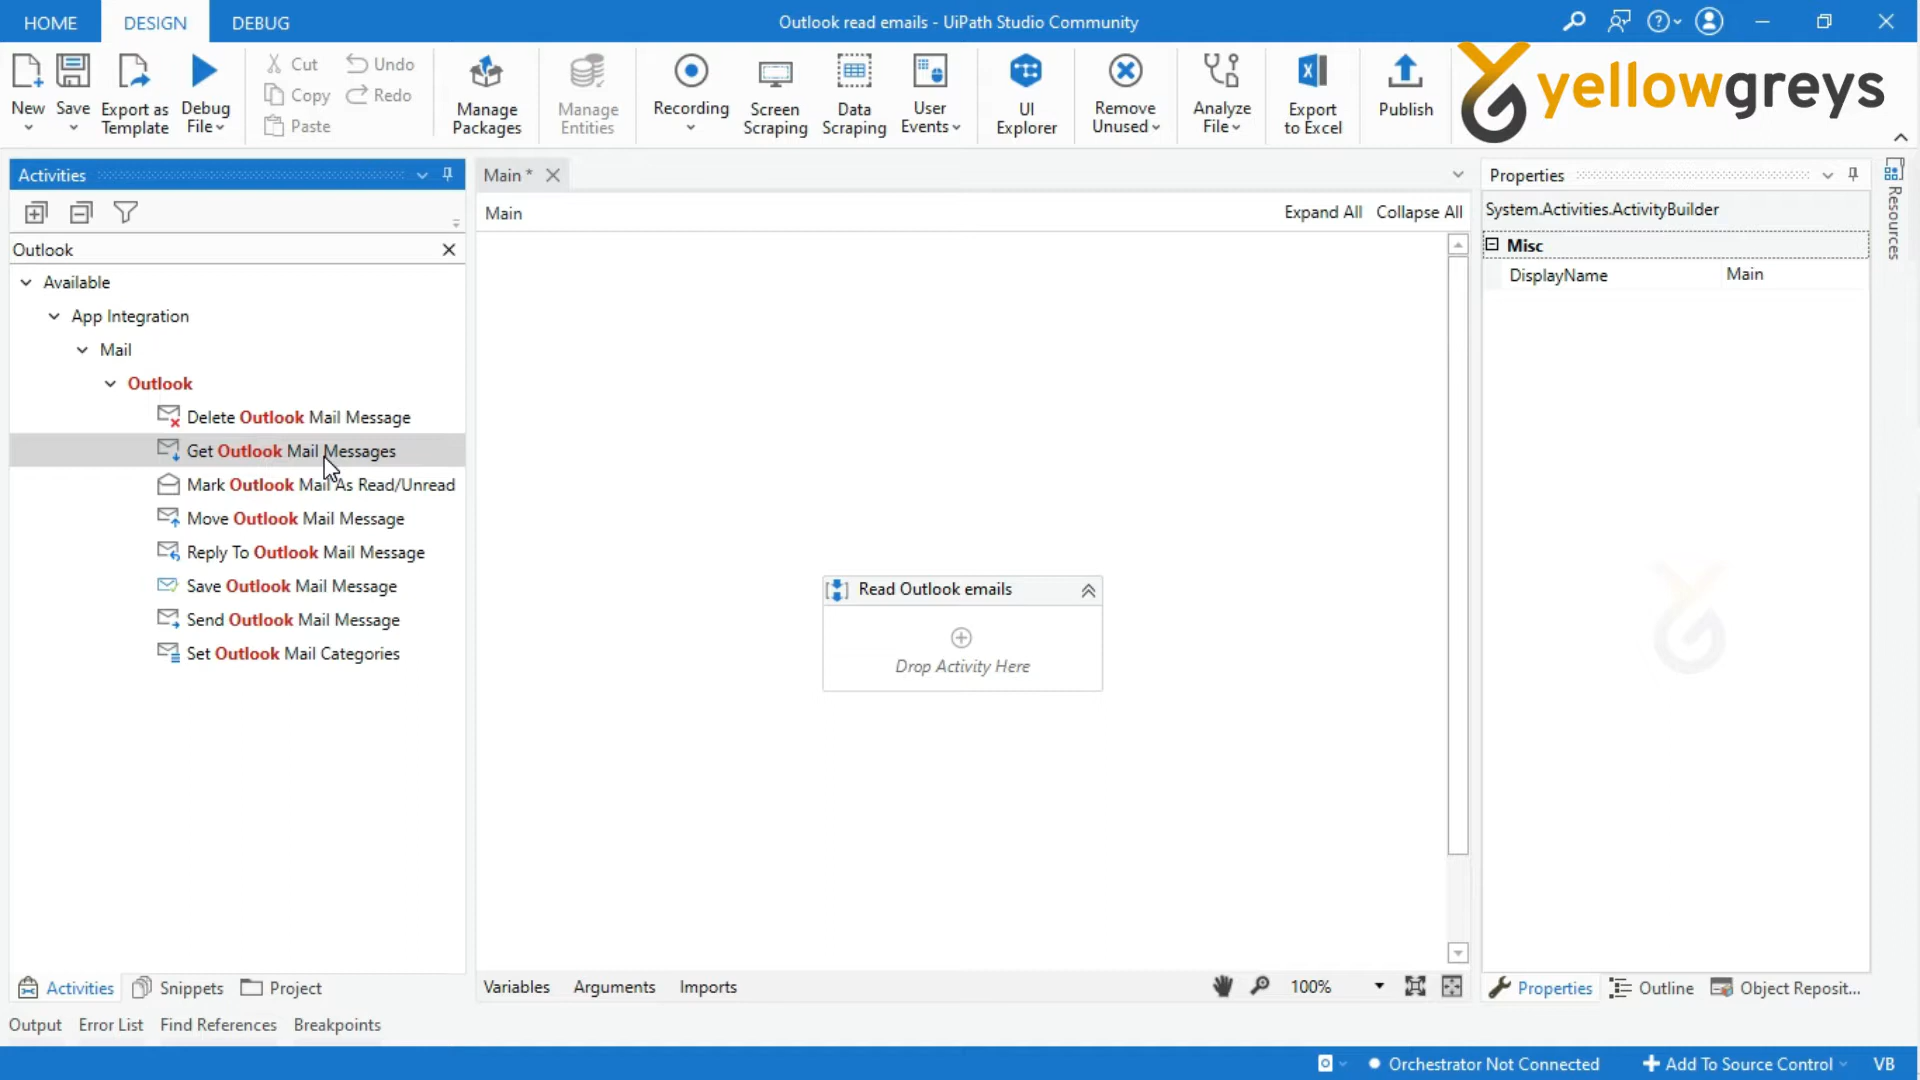 HOME
DESIGN
DEBUG
Outlook read emails - UiPath Studio Community
New
Save
Export as
Template
Debug
File
Cut
Copy
Paste
Undo
Redo
Manage
Packages
Manage
Entities
Recording
Screen
Scraping
Data
Scraping
User
Events
UI
Explorer
Remove
Unused
Analyze
File
Export
to Excel
Publish
yellowgreys
Activities
Outlook
Available
App Integration
Mail
Outlook
Delete Outlook Mail Message
Get Outlook Mail Messages
Mark Outlook Mail As Read/Unread
Move Outlook Mail Message
Reply To Outlook Mail Message
Save Outlook Mail Message
Send Outlook Mail Message
Set Outlook Mail Categories
Main *
Main
Expand All
Collapse All
Read Outlook emails
Drop Activity Here
Properties
System.Activities.ActivityBuilder
Misc
DisplayName
Main
Resources
Activities
Snippets
Project
Variables
Arguments
Imports
100%
Properties
Outline
Object Reposit...
Output
Error List
Find References
Breakpoints
Orchestrator Not Connected
Add To Source Control
VB